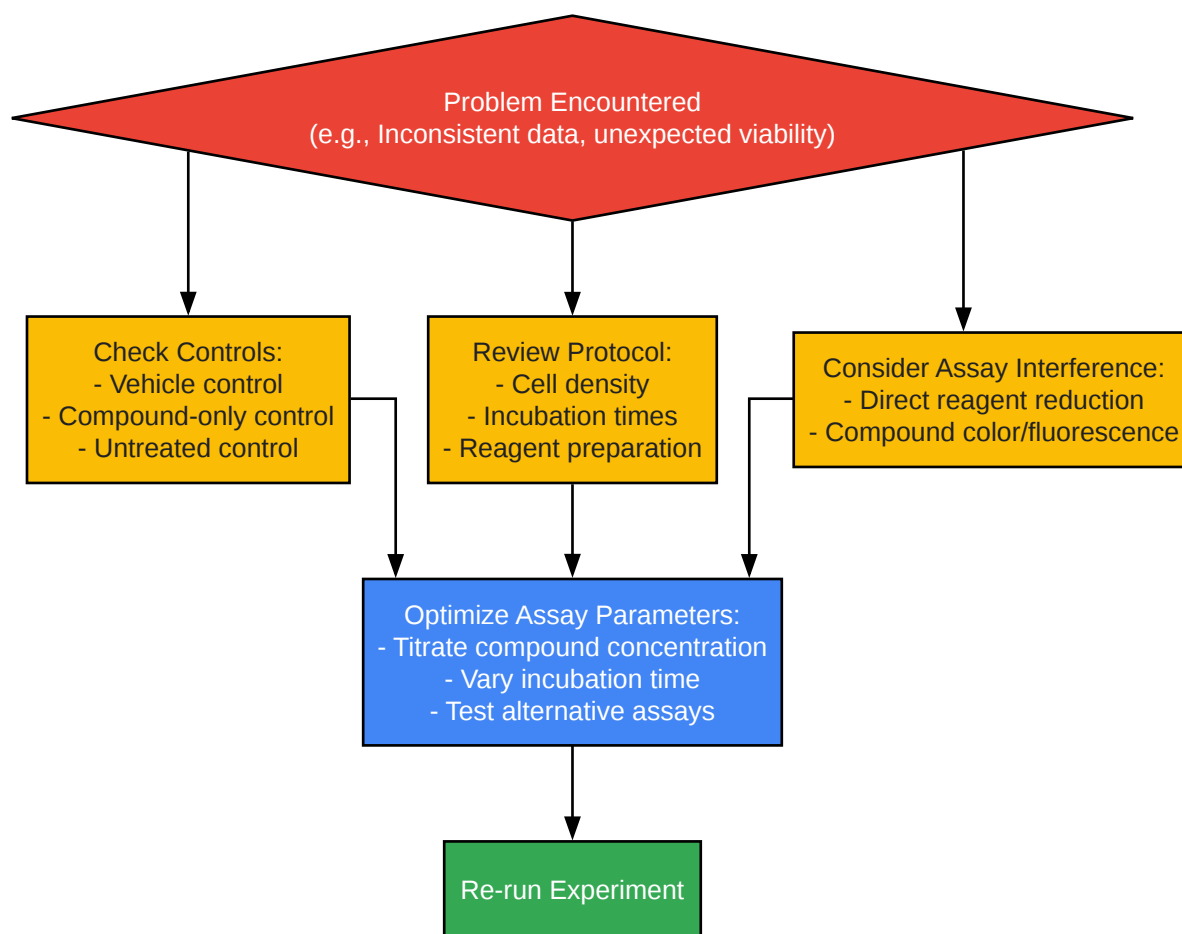 Problem Encountered
(e.g., Inconsistent data, unexpected viability)
Check Controls:
- Vehicle control
- Compound-only control
- Untreated control
Review Protocol:
- Cell density
- Incubation times
- Reagent preparation
Consider Assay Interference:
- Direct reagent reduction
- Compound color/fluorescence
Optimize Assay Parameters:
- Titrate compound concentration
- Vary incubation time
- Test alternative assays
Re-run Experiment